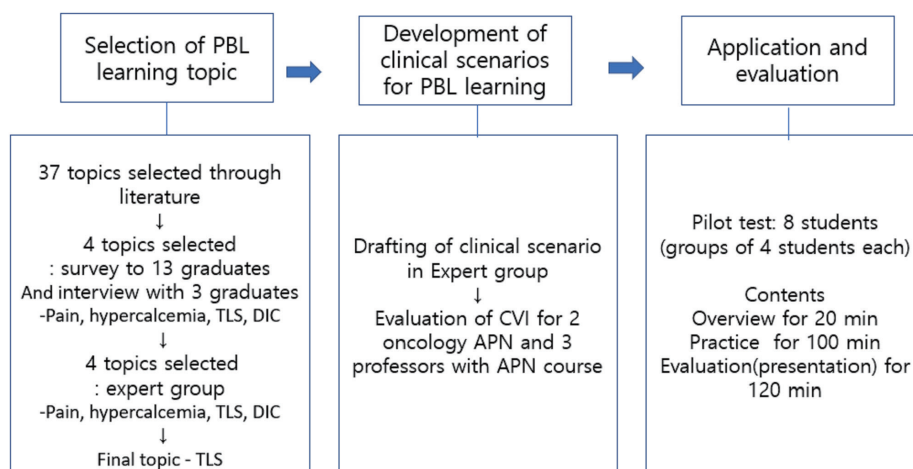 Selection of PBL
learning topic
37 topics selected through
literature
↓
4 topics selected
: survey to 13 graduates
And interview with 3 graduates
-Pain, hypercalcemia, TLS, DIC
↓
4 topics selected
: expert group
-Pain, hypercalcemia, TLS, DIC
↓
Final topic - TLS
Development of
clinical scenarios
for PBL learning
Drafting of clinical scenario
in Expert group
↓
Evaluation of CVI for 2
oncology APN and 3
professors with APN course
Application and
evaluation
Pilot test: 8 students
(groups of 4 students each)
Contents
Overview for 20 min
Practice for 100 min
Evaluation(presentation) for
120 min